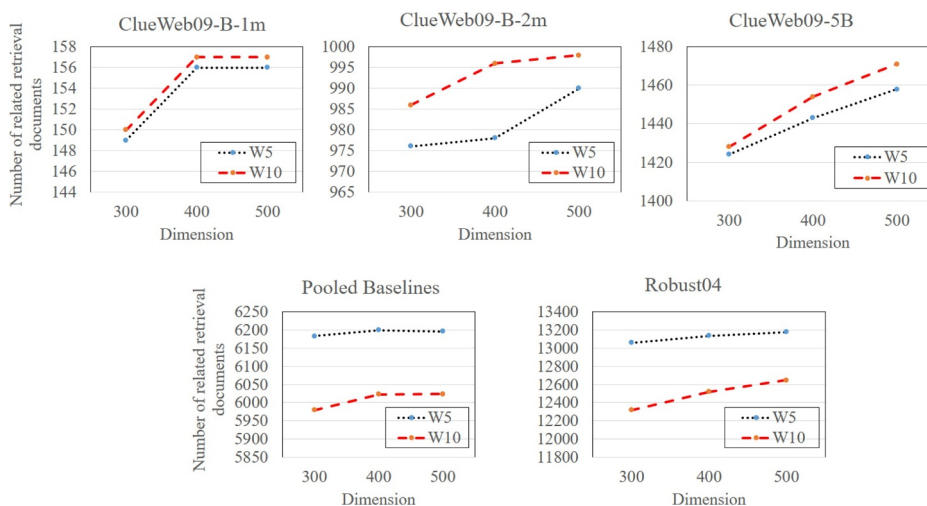 ClueWeb09-B-1m
Number of related retrieval
documents
158
156
154
152
150
148
146
144
W5
W10
300 400 500
Dimension
ClueWeb09-B-2m
1000
995
990
985
980
975
970
965
W5
W10
300 400 500
Dimension
ClueWeb09-5B
1480
1460
1440
1420
1400
W5
W10
300 400 500
Dimension
Pooled Baselines
Number of related retrieval
documents
6250
6200
6150
6100
6050
6000
5950
5900
5850
W5
W10
300 400 500
Dimension
Robust04
13400
13200
13000
12800
12600
12400
12200
12000
11800
W5
W10
300 400 500
Dimension